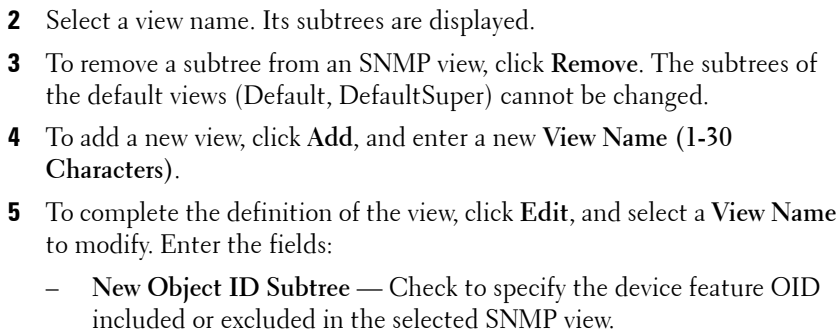 2 Select a view name. Its subtrees are displayed.
3 To remove a subtree from an SNMP view, click Remove. The subtrees of
the default views (Default, DefaultSuper) cannot be changed.
4 To add a new view, click Add, and enter a new View Name (1-30
Characters).
5 To complete the definition of the view, click Edit, and select a View Name
to modify. Enter the fields:
– New Object ID Subtree — Check to specify the device feature OID
included or excluded in the selected SNMP view.